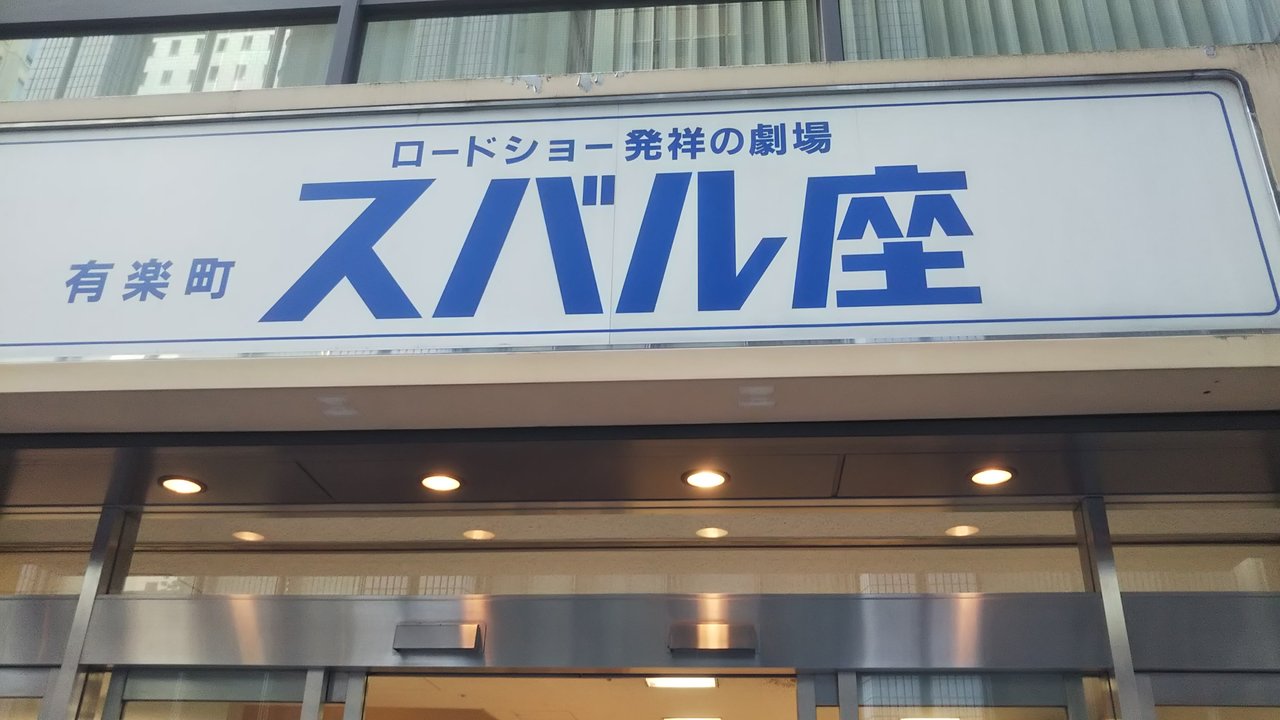 ロードショー発祥の劇場
有楽町 スバル座